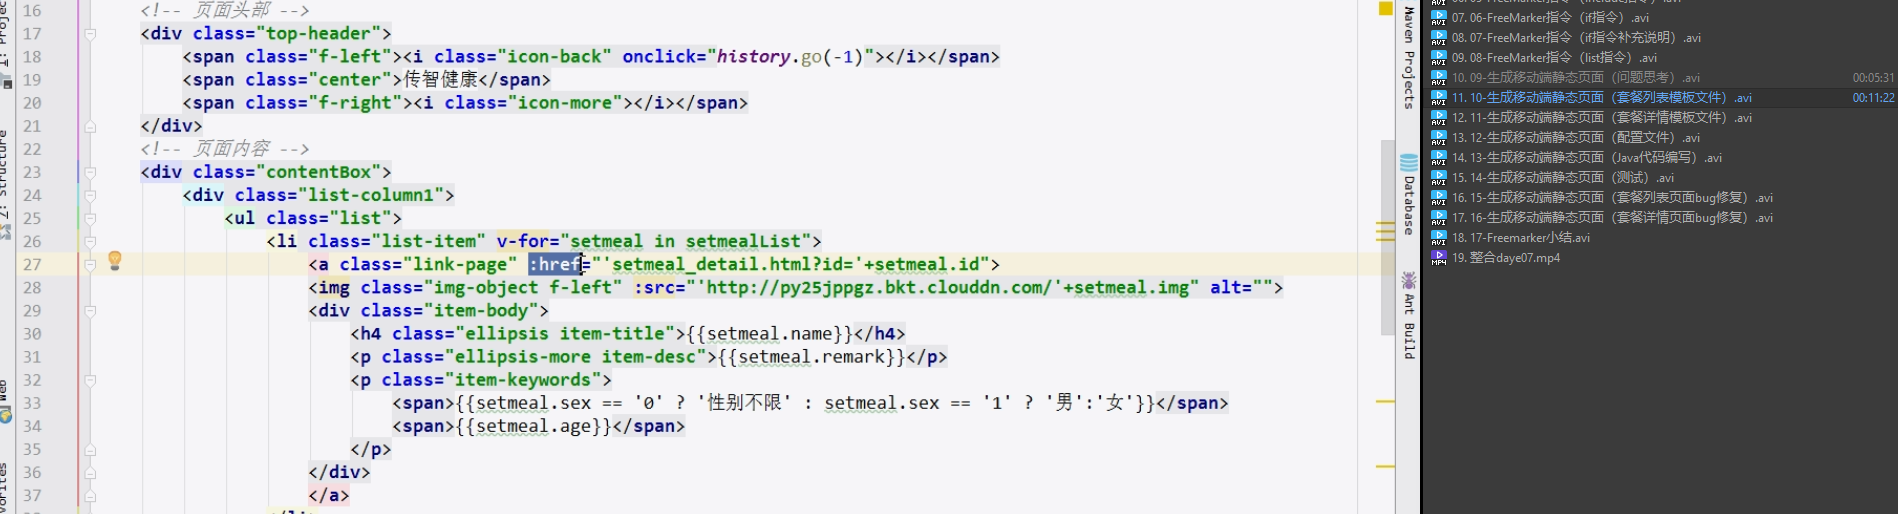 16 <!-- 页面头部 -->
17 <div class="top-header">
18 <span class="f-left"><i class="icon-back" onclick="history.go(-1)"></i></span>
19 <span class="center">传智健康</span>
20 <span class="f-right"><i class="icon-more"></i></span>
21 </div>
22 <!-- 页面内容 -->
23 <div class="contentBox">
24 <div class="list-column1">
25 <ul class="list">
26 <li class="list-item" v-for="setmeal in setmealList">
27 <a class="link-page" :href="'setmeal_detail.html?id='+setmeal.id">
28 <img class="img-object f-left" :src="'http://py25jppgz.bkt.clouddn.com/'+setmeal.img" alt="">
29 <div class="item-body">
30 <h4 class="ellipsis item-title">{{setmeal.name}}</h4>
31 <p class="ellipsis-more item-desc">{{setmeal.remark}}</p>
32 <p class="item-keywords">
33 <span>{{setmeal.sex == '0' ? '性别不限' : setmeal.sex == '1' ? '男':'女'}}</span>
34 <span>{{setmeal.age}}</span>
35 </p>
36 </div>
37 </a>
Z: Structure
Web
Maven Projects
Database
Ant Build
AVI 07. 06-FreeMarker指令（if指令）.avi
AVI 08. 07-FreeMarker指令（if指令补充说明）.avi
AVI 09. 08-FreeMarker指令（list指令）.avi
AVI 10. 09-生成移动端静态页面（问题思考）.avi 00:05:31
AVI 11. 10-生成移动端静态页面（套餐列表模板文件）.avi 00:11:22
AVI 12. 11-生成移动端静态页面（套餐详情模板文件）.avi
AVI 13. 12-生成移动端静态页面（配置文件）.avi
AVI 14. 13-生成移动端静态页面（Java代码编写）.avi
AVI 15. 14-生成移动端静态页面（测试）.avi
AVI 16. 15-生成移动端静态页面（套餐列表页面bug修复）.avi
AVI 17. 16-生成移动端静态页面（套餐详情页面bug修复）.avi
AVI 18. 17-Freemarker小结.avi
MP4 19. 整合daye07.mp4